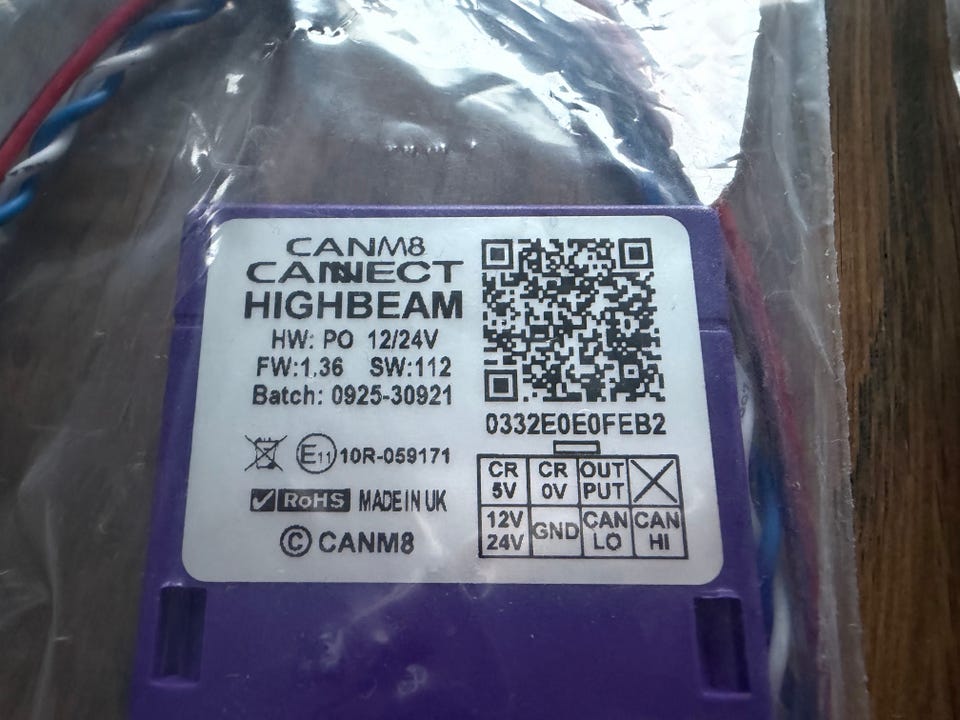 CANM8
CANNECT
HIGHBEAM
HW: PO 12/24V
FW:1.36 SW:112
Batch: 0925-30921
0332E0E0FEB2
E11 10R-059171
RoHS MADE IN UK
© CANM8
CR 5V
CR 0V
OUT PUT
12V 24V
GND
CAN LO
CAN HI